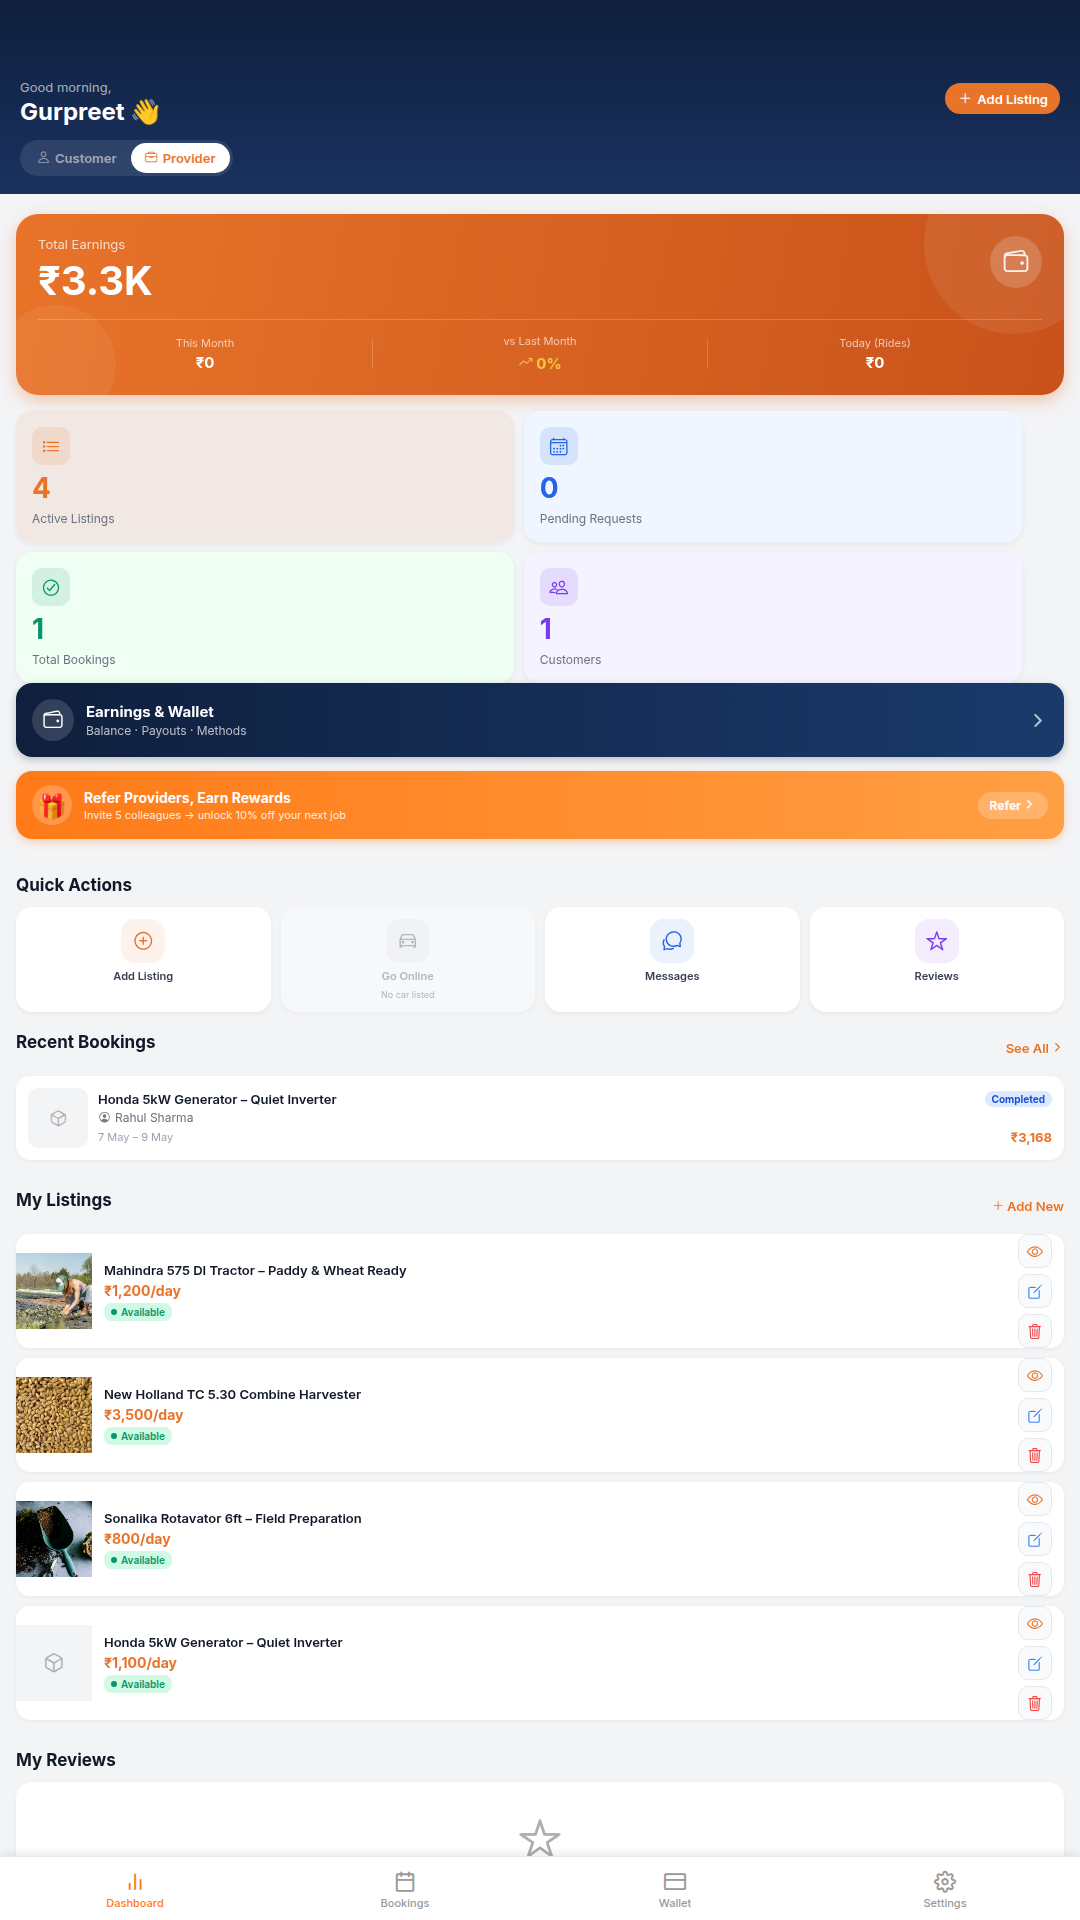 Good morning,
Gurpreet 👋
+ Add Listing
Customer
Provider
Total Earnings
₹3.3K
This Month
₹0
vs Last Month
0%
Today (Rides)
₹0
4
Active Listings
0
Pending Requests
1
Total Bookings
1
Customers
Earnings & Wallet
Balance · Payouts · Methods
Refer Providers, Earn Rewards
Invite 5 colleagues → unlock 10% off your next job
Refer
Quick Actions
Add Listing
Go Online
No car listed
Messages
Reviews
Recent Bookings
See All
Honda 5kW Generator – Quiet Inverter
Completed
Rahul Sharma
7 May – 9 May
₹3,168
My Listings
+ Add New
Mahindra 575 DI Tractor – Paddy & Wheat Ready
₹1,200/day
Available
New Holland TC 5.30 Combine Harvester
₹3,500/day
Available
Sonalika Rotavator 6ft – Field Preparation
₹800/day
Available
Honda 5kW Generator – Quiet Inverter
₹1,100/day
Available
My Reviews
Dashboard
Bookings
Wallet
Settings